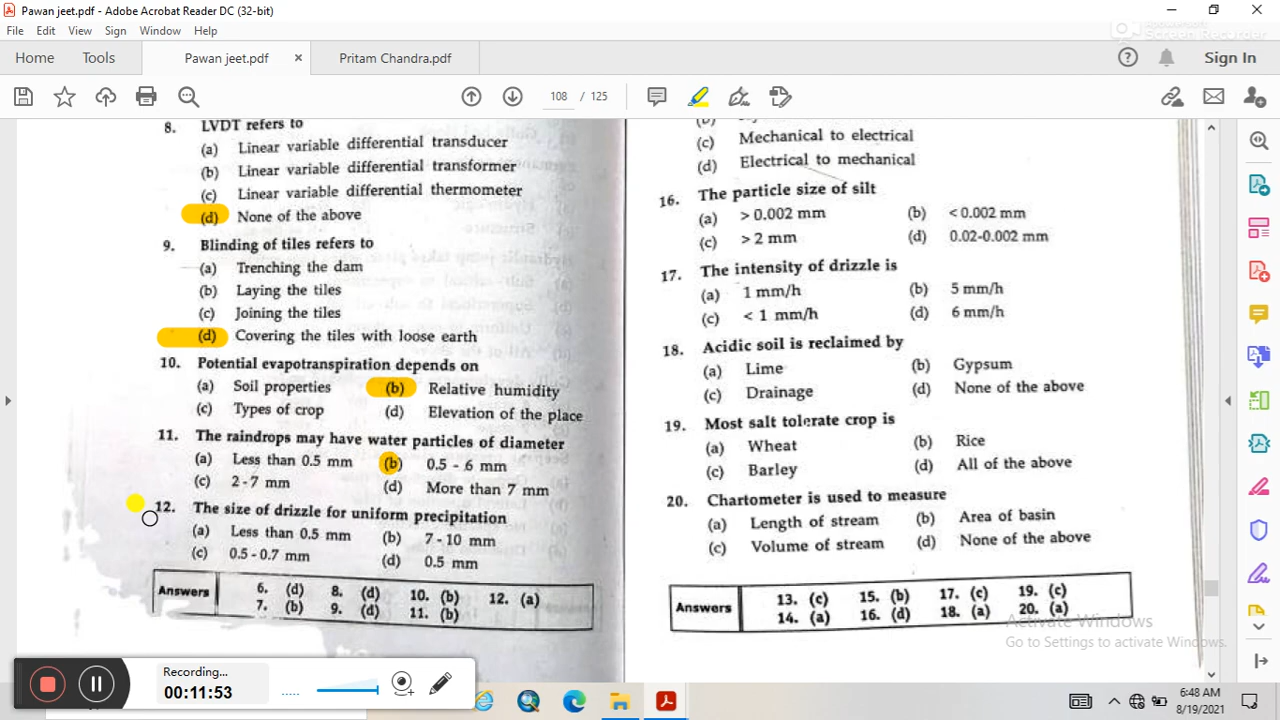 Pawan jeet.pdf - Adobe Acrobat Reader DC (32-bit)
File Edit View Sign Window Help
Screen Recorder
Home Tools Pawan jeet.pdf × Pritam Chandra.pdf Sign In
108 / 125
8. LVDT refers to
(a) Linear variable differential transducer
(b) Linear variable differential transformer
(c) Linear variable differential thermometer
(d) None of the above
9. Blinding of tiles refers to
(a) Trenching the dam
(b) Laying the tiles
(c) Joining the tiles
(d) Covering the tiles with loose earth
10. Potential evapotranspiration depends on
(a) Soil properties (b) Relative humidity
(c) Types of crop (d) Elevation of the place
11. The raindrops may have water particles of diameter
(a) Less than 0.5 mm (b) 0.5 - 6 mm
(c) 2 - 7 mm (d) More than 7 mm
12. The size of drizzle for uniform precipitation
(a) Less than 0.5 mm (b) 7 - 10 mm
(c) 0.5 - 0.7 mm (d) 0.5 mm
Answers 6. (d) 8. (d) 10. (b) 12. (a)
7. (b) 9. (d) 11. (b)
(b)
(c) Mechanical to electrical
(d) Electrical to mechanical
16. The particle size of silt
(a) > 0.002 mm (b) < 0.002 mm
(c) > 2 mm (d) 0.02-0.002 mm
17. The intensity of drizzle is
(a) 1 mm/h (b) 5 mm/h
(c) < 1 mm/h (d) 6 mm/h
18. Acidic soil is reclaimed by
(a) Lime (b) Gypsum
(c) Drainage (d) None of the above
19. Most salt tolerate crop is
(a) Wheat (b) Rice
(c) Barley (d) All of the above
20. Chartometer is used to measure
(a) Length of stream (b) Area of basin
(c) Volume of stream (d) None of the above
Answers 13. (c) 15. (b) 17. (c) 19. (c)
14. (a) 16. (d) 18. (a) 20. (a)
Activate Windows
Go to Settings to activate Windows.
Recording...
00:11:53
6:48 AM
8/19/2021